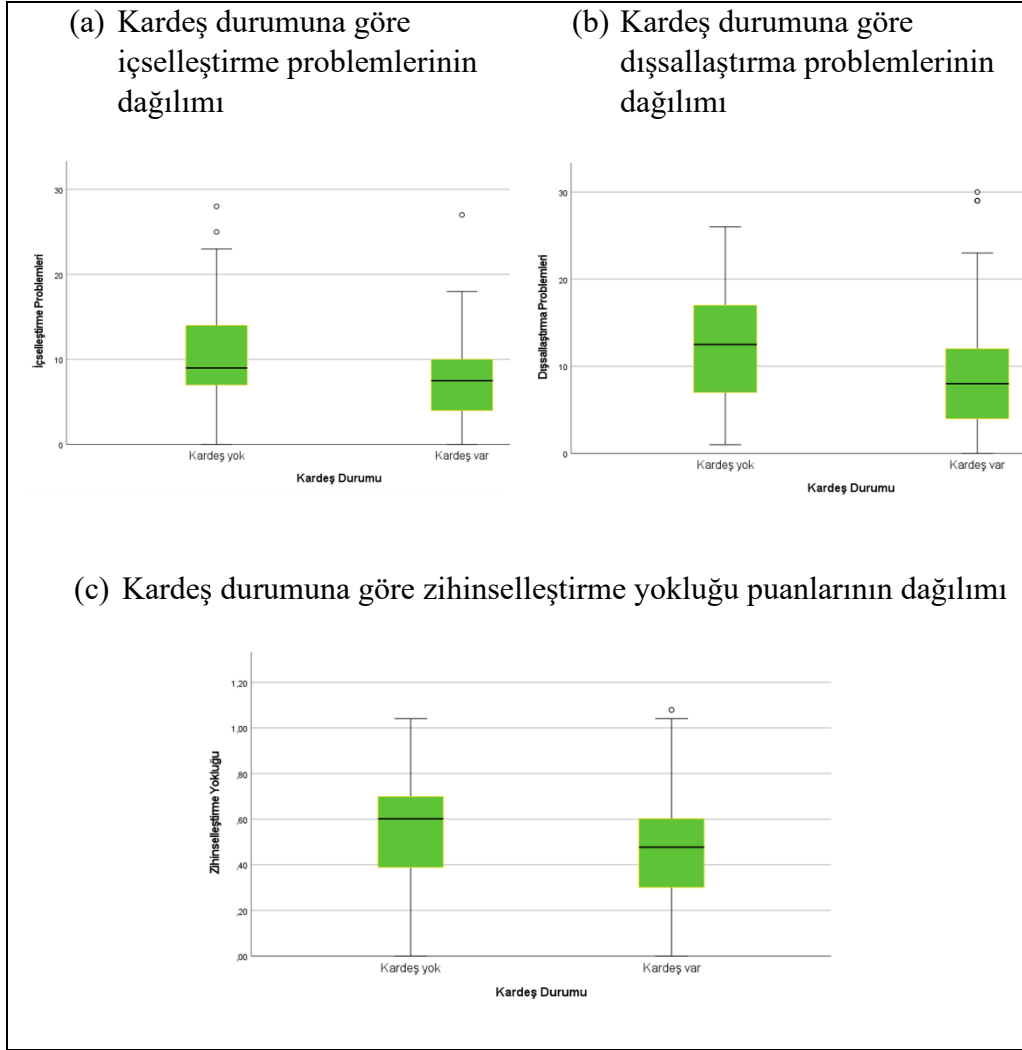 (a) Kardeş durumuna göre
içselleştirme problemlerinin
dağılımı
(b) Kardeş durumuna göre
dışsallaştırma problemlerinin
dağılımı
30
20
10
0
İçselleştirme Problemleri
Kardeş yok
Kardeş var
Kardeş Durumu
30
20
10
0
Dışsallaştırma Problemleri
Kardeş yok
Kardeş var
Kardeş Durumu
(c) Kardeş durumuna göre zihinselleştirme yokluğu puanlarının dağılımı
1,20
1,00
,80
,60
,40
,20
,00
Zihinselleştirme Yokluğu
Kardeş yok
Kardeş var
Kardeş Durumu